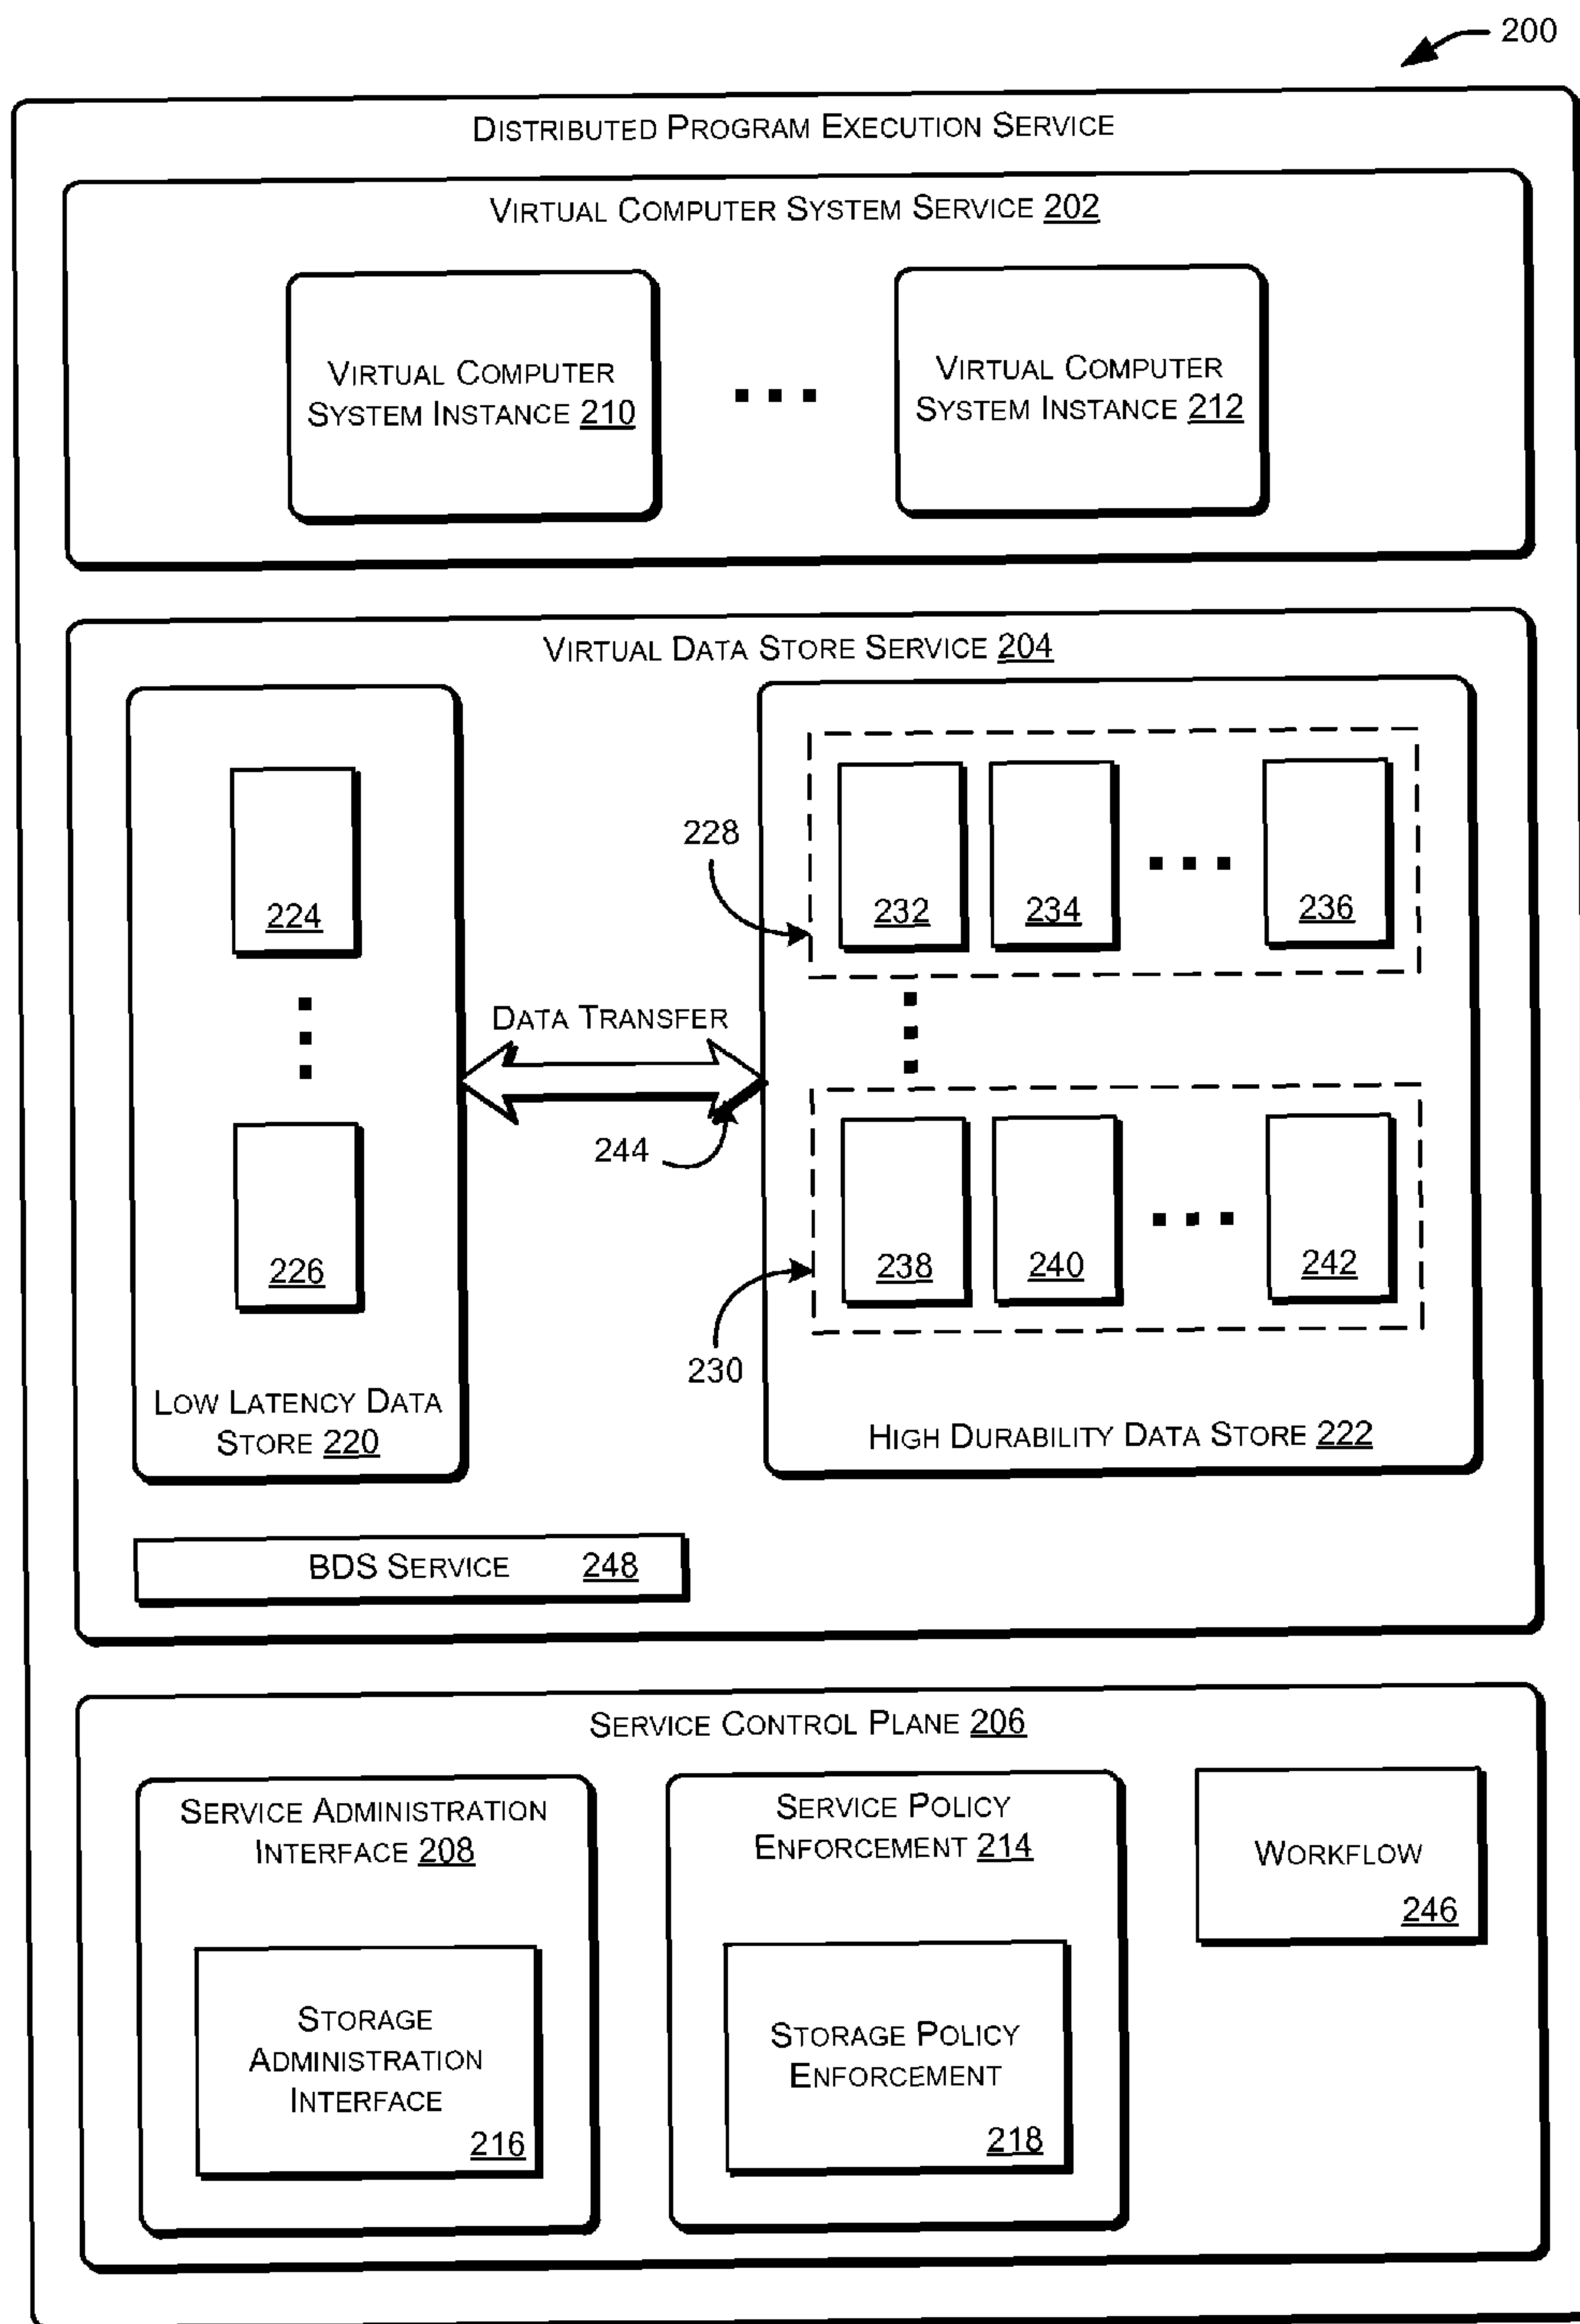 200
DISTRIBUTED PROGRAM EXECUTION SERVICE
VIRTUAL COMPUTER SYSTEM SERVICE 202
VIRTUAL COMPUTER
SYSTEM INSTANCE 210
VIRTUAL COMPUTER
SYSTEM INSTANCE 212
VIRTUAL DATA STORE SERVICE 204
224
226
LOW LATENCY DATA
STORE 220
DATA TRANSFER
244
228
232 234 236
230
238 240 242
HIGH DURABILITY DATA STORE 222
BDS SERVICE 248
SERVICE CONTROL PLANE 206
SERVICE ADMINISTRATION
INTERFACE 208
STORAGE
ADMINISTRATION
INTERFACE
216
SERVICE POLICY
ENFORCEMENT 214
STORAGE POLICY
ENFORCEMENT
218
WORKFLOW
246